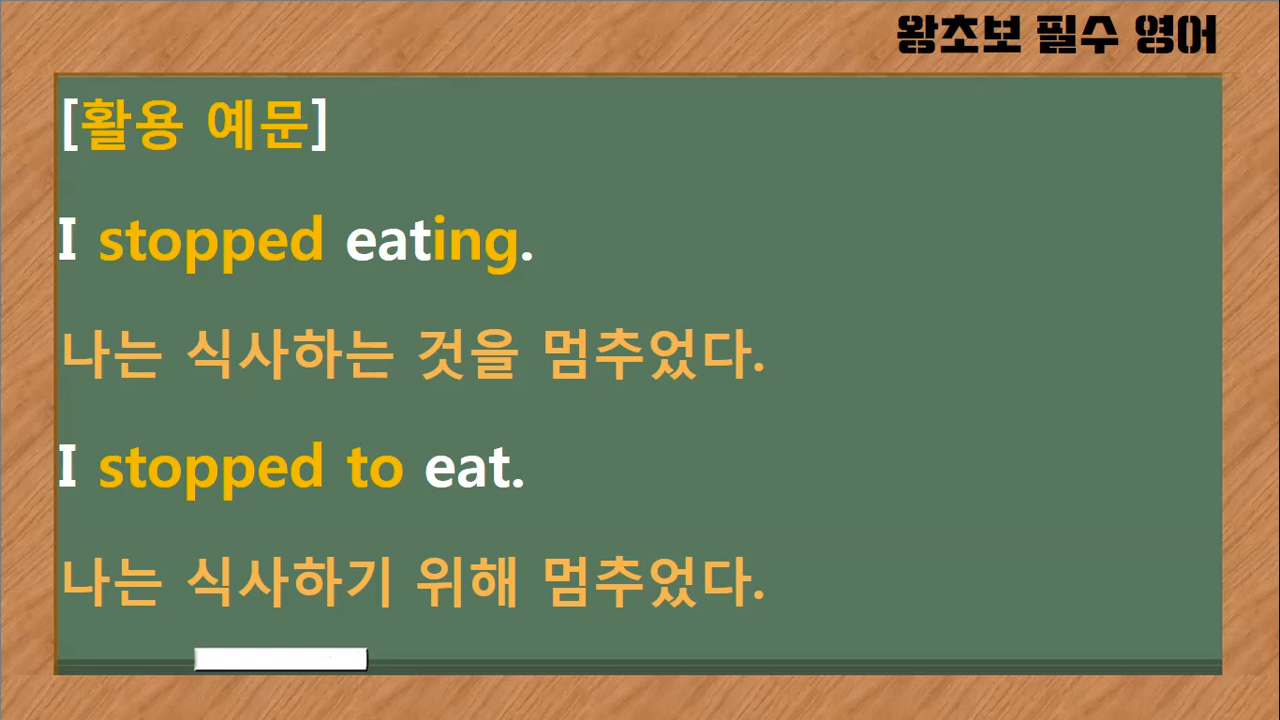 왕초보 필수 영어
[활용 예문]
I stopped eating.
나는 식사하는 것을 멈추었다.
I stopped to eat.
나는 식사하기 위해 멈추었다.